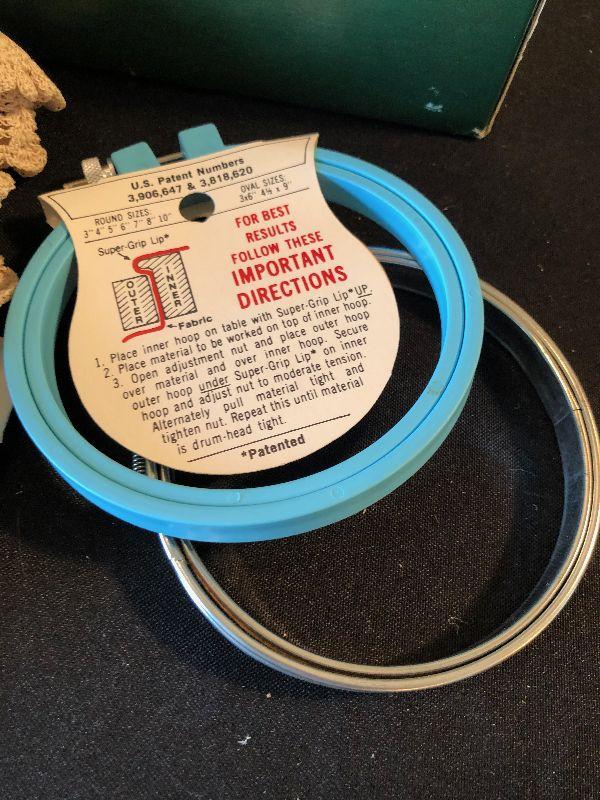 U.S. Patent Numbers
3,906,647 & 3,818,620
ROUND SIZES:
3" 4" 5" 6" 7" 8" 10"
OVAL SIZES:
3x6" 4½ x 9"
Super-Grip Lip*
OUTER
INNER
Fabric
FOR BEST
RESULTS
FOLLOW THESE
IMPORTANT
DIRECTIONS
1. Place inner hoop on table with Super-Grip Lip* UP.
2. Place material to be worked on top of inner hoop.
3. Open adjustment nut and place outer hoop
over material and over inner hoop. Secure
outer hoop under Super-Grip Lip* on inner
hoop and adjust nut to moderate tension.
Alternately pull material tight and
tighten nut. Repeat this until material
is drum-head tight.
*Patented